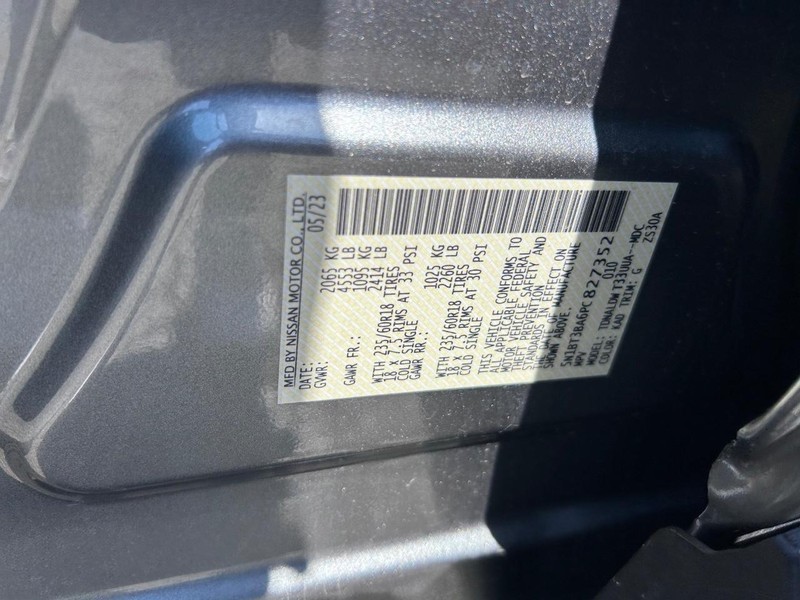 MFD BY NISSAN MOTOR CO., LTD.
DATE: 05/23
GVWR: 2065 KG
4553 LB
GAWR FR.: 1095 KG
2414 LB
WITH 235/60R18 TIRES
18 X 7.5 RIMS AT 33 PSI
COLD SINGLE
GAWR RR.: 1025 KG
2260 LB
WITH 235/60R18 TIRES
18 X 7.5 RIMS AT 30 PSI
COLD SINGLE
THIS VEHICLE CONFORMS TO
ALL APPLICABLE FEDERAL
MOTOR VEHICLE SAFETY AND
THEFT PREVENTION
STANDARDS IN EFFECT ON
THE DATE OF MANUFACTURE
SHOWN ABOVE.
5N1BT3BA6PC827352
MPV 010
MODEL: TDNALDW T33UWA--MDC
COLOR: KAD TRIM: G ZS30A